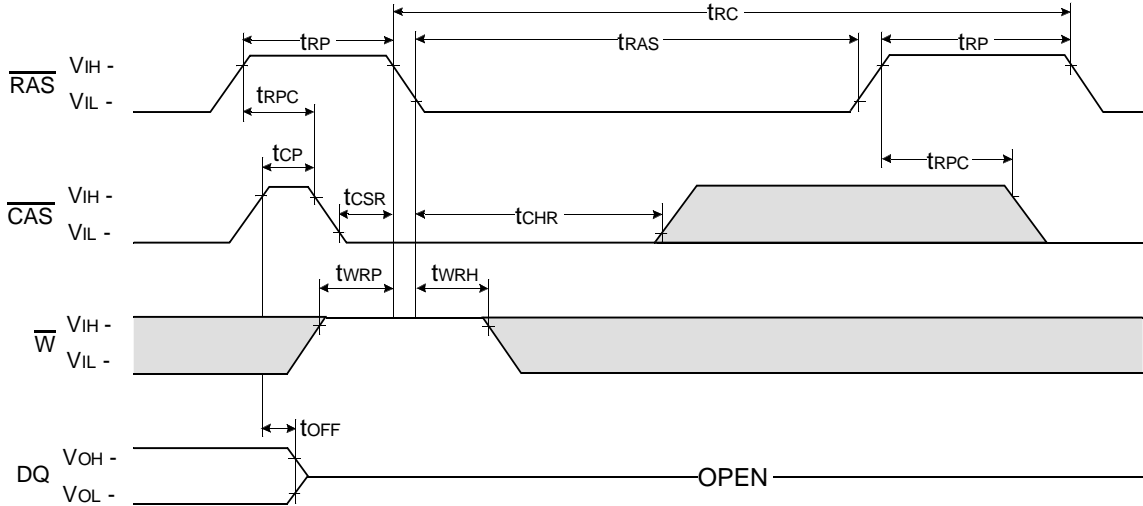 tRC
tRP
tRAS
tRP
RAS
VIH -
VIL -
tRPC
tCP
tRPC
CAS
VIH -
VIL -
tCSR
tCHR
tWRP
tWRH
W
VIH -
VIL -
tOFF
DQ
VOH -
VOL -
OPEN